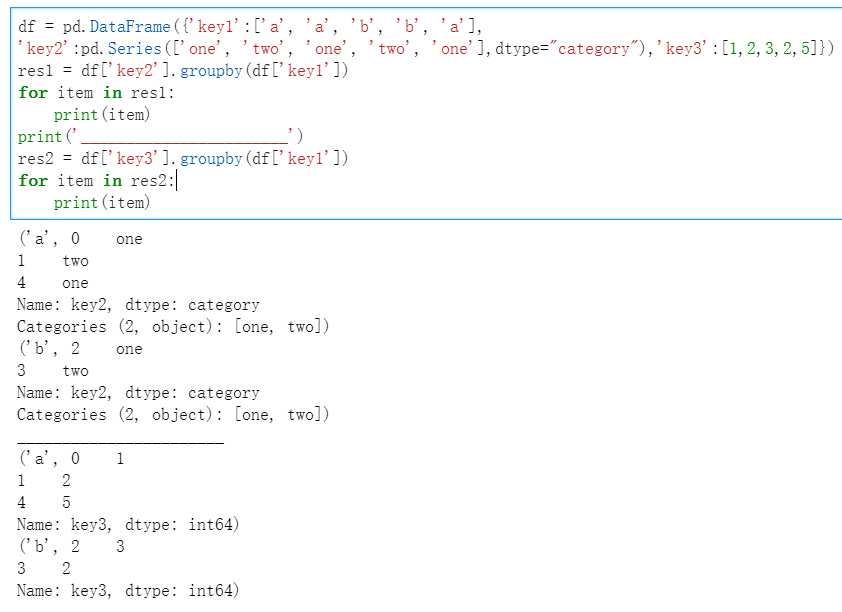 df = pd.DataFrame({'key1':['a', 'a', 'b', 'b', 'a'],
'key2':pd.Series(['one', 'two', 'one', 'two', 'one'],dtype="category"),'key3':[1,2,3,2,5]})
res1 = df['key2'].groupby(df['key1'])
for item in res1:
    print(item)
print('_______________________')
res2 = df['key3'].groupby(df['key1'])
for item in res2:
    print(item)
('a', 0    one
1    two
4    one
Name: key2, dtype: category
Categories (2, object): [one, two])
('b', 2    one
3    two
Name: key2, dtype: category
Categories (2, object): [one, two])
_______________________
('a', 0    1
1    2
4    5
Name: key3, dtype: int64)
('b', 2    3
3    2
Name: key3, dtype: int64)